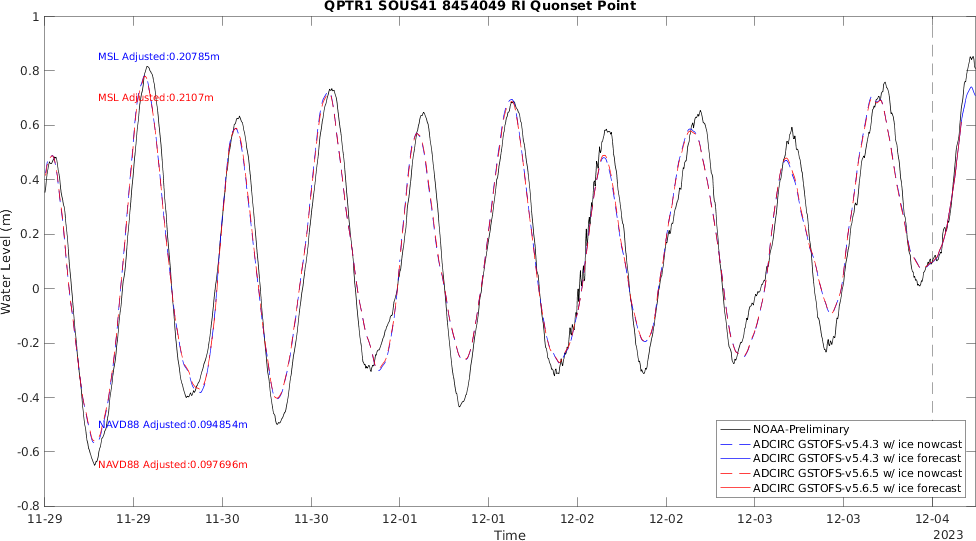 QPTR1 SOUS41 8454049 RI Quonset Point
1
0.8
0.6
0.4
0.2
0
-0.2
-0.4
-0.6
-0.8
Water Level (m)
MSL Adjusted:0.20785m
MSL Adjusted:0.2107m
NAVD88 Adjusted:0.094854m
NAVD88 Adjusted:0.097696m
NOAA-Preliminary
ADCIRC GSTOFS-v5.4.3 w/ ice nowcast
ADCIRC GSTOFS-v5.4.3 w/ ice forecast
ADCIRC GSTOFS-v5.6.5 w/ ice nowcast
ADCIRC GSTOFS-v5.6.5 w/ ice forecast
11-29 11-29 11-30 11-30 12-01 12-01 12-02 12-02 12-03 12-03 12-04
Time
2023